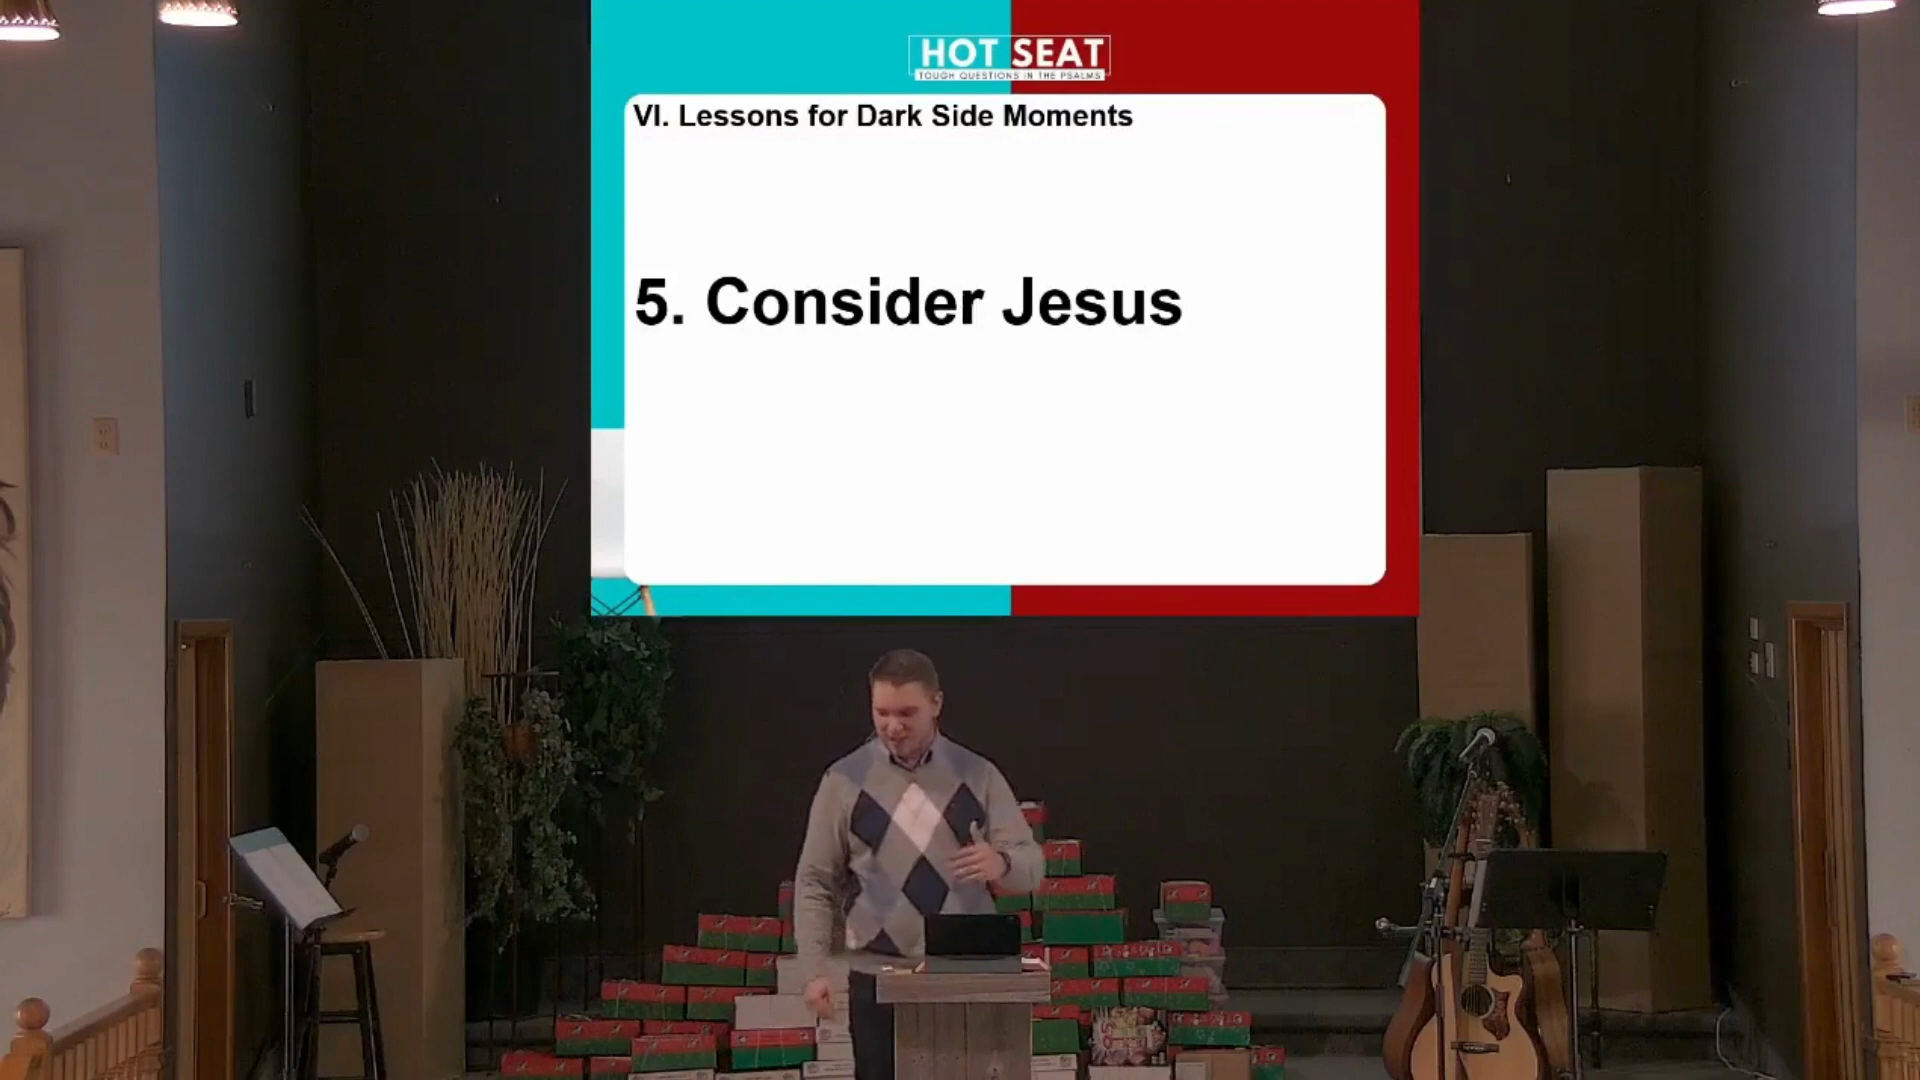 HOT SEAT
TOUGH QUESTIONS IN THE PSALMS
VI. Lessons for Dark Side Moments
5. Consider Jesus